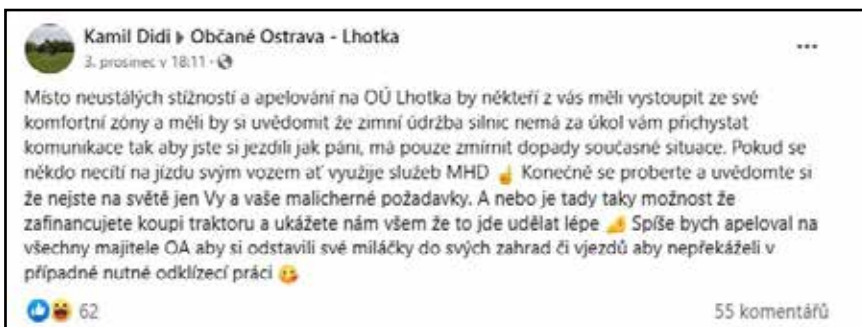 Kamil Didi ▸ Občané Ostrava - Lhotka
3. prosinec v 18:11 ·
Místo neustálých stížností a apelování na OÚ Lhotka by někteří z vás měli vystoupit ze své
komfortní zóny a měli by si uvědomit že zimní údržba silnic nemá za úkol vám přichystat
komunikace tak aby jste si jezdili jak páni, má pouze zmírnit dopady současné situace. Pokud se
někdo necítí na jízdu svým vozem ať využije služeb MHD ☝ Konečně se proberte a uvědomte si
že nejste na světě jen Vy a vaše malicherné požadavky. A nebo je tady taky možnost že
zafinancujete koupi traktoru a ukážete nám všem že to jde udělat lépe 🤌 Spíše bych apeloval na
všechny majitele OA aby si odstavili své miláčky do svých zahrad či vjezdů aby nepřekáželi v
případně nutné odklízecí práci 😘
62
55 komentářů